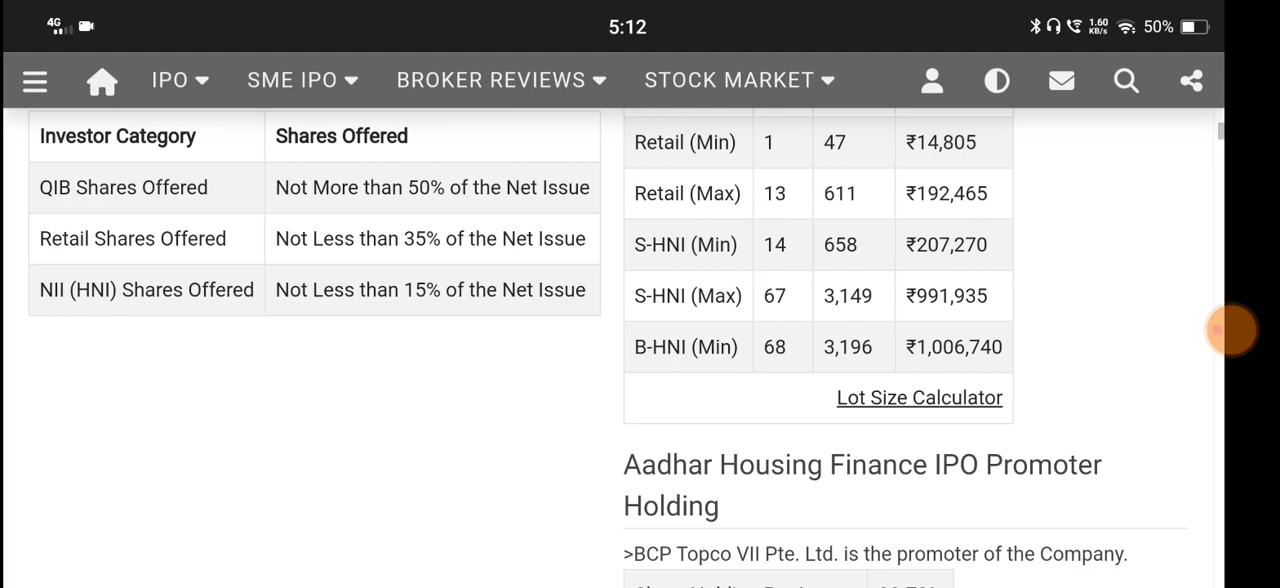 4G 5:12 1.60 KB/s 50%
IPO SME IPO BROKER REVIEWS STOCK MARKET
Investor Category Shares Offered
QIB Shares Offered Not More than 50% of the Net Issue
Retail Shares Offered Not Less than 35% of the Net Issue
NII (HNI) Shares Offered Not Less than 15% of the Net Issue
Retail (Min) 1 47 ₹14,805
Retail (Max) 13 611 ₹192,465
S-HNI (Min) 14 658 ₹207,270
S-HNI (Max) 67 3,149 ₹991,935
B-HNI (Min) 68 3,196 ₹1,006,740
Lot Size Calculator
Aadhar Housing Finance IPO Promoter
Holding
>BCP Topco VII Pte. Ltd. is the promoter of the Company.